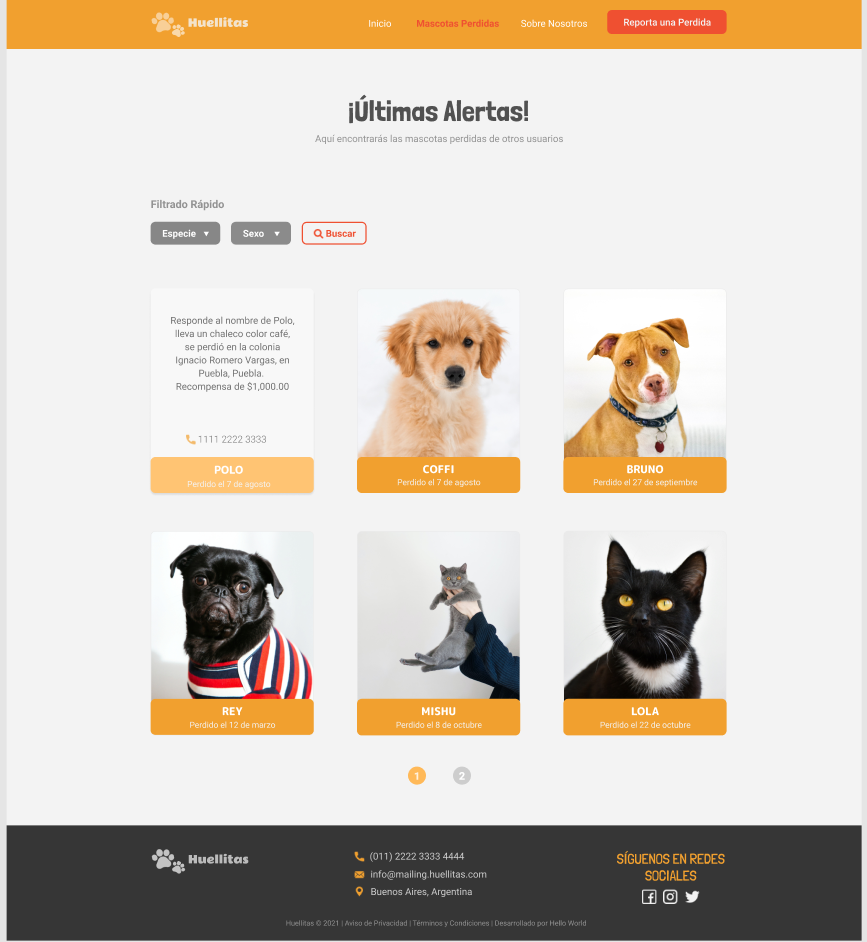 Huellitas
Inicio
Mascotas Perdidas
Sobre Nosotros
Reporta una Perdida
¡Últimas Alertas!
Aquí encontrarás las mascotas perdidas de otros usuarios
Filtrado Rápido
Especie
Sexo
Buscar
Responde al nombre de Polo,
lleva un chaleco color café,
se perdió en la colonia
Ignacio Romero Vargas, en
Puebla, Puebla.
Recompensa de $1,000.00
1111 2222 3333
POLO
Perdido el 7 de agosto
COFFI
Perdido el 7 de agosto
BRUNO
Perdido el 27 de septiembre
REY
Perdido el 12 de marzo
MISHU
Perdido el 8 de octubre
LOLA
Perdido el 22 de octubre
1
2
Huellitas
(011) 2222 3333 4444
info@mailing.huellitas.com
Buenos Aires, Argentina
SÍGUENOS EN REDES
SOCIALES
Huellitas © 2021 | Aviso de Privacidad | Términos y Condiciones | Desarrollado por Hello World